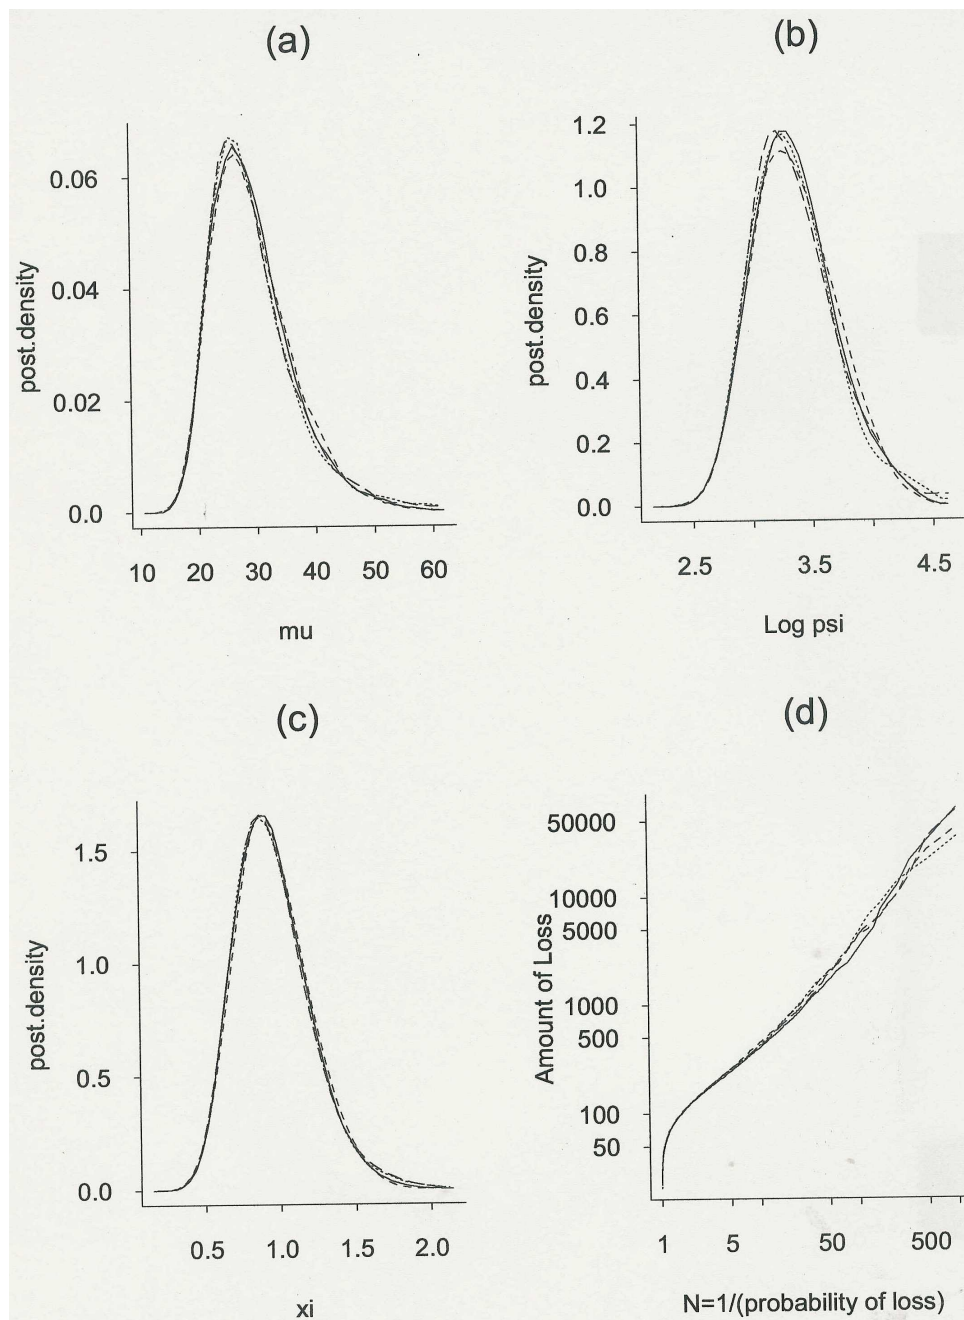 (a)
post.density
0.06
0.04
0.02
0.0
10 20 30 40 50 60
mu
(b)
post.density
1.2
1.0
0.8
0.6
0.4
0.2
0.0
2.5 3.5 4.5
Log psi
(c)
post.density
1.5
1.0
0.5
0.0
0.5 1.0 1.5 2.0
xi
(d)
Amount of Loss
50000
10000
5000
1000
500
100
50
1 5 50 500
N=1/(probability of loss)